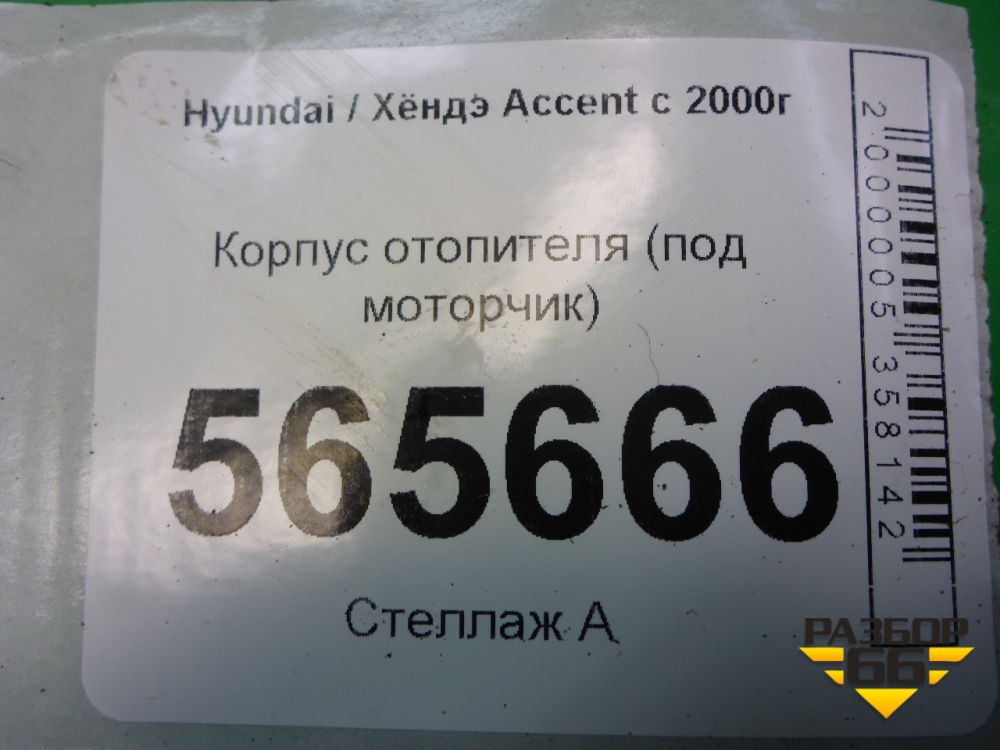 Hyundai / Хёндэ Accent с 2000г
Корпус отопителя (под
моторчик)
565666
Стеллаж А
2000005358142
РАЗБОР
66